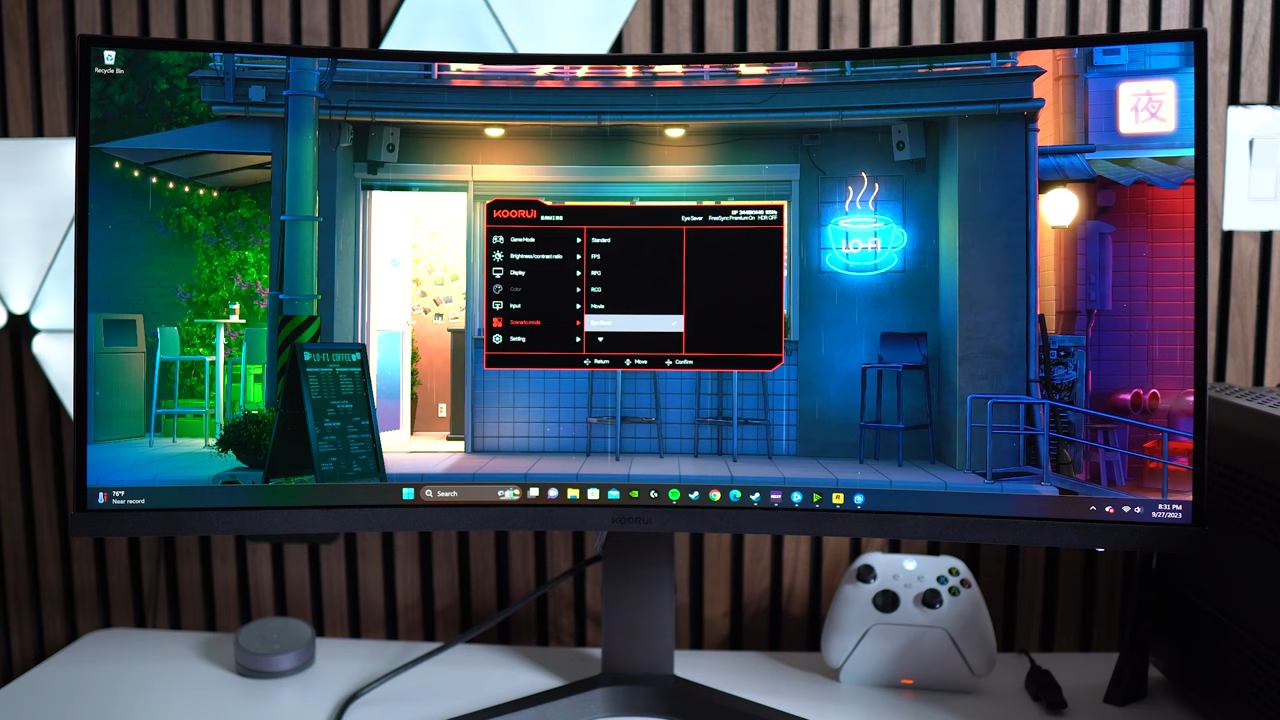 Recycle Bin
夜
KOORUI GAMING
Eye Saver FreeSync Premium On HDR OFF
Game Mode
Brightness/contrast ratio
Display
Color
Input
Scenario mode
Setting
Standard
FPS
RPG
RCG
Movie
Eye Saver
Return Move Confirm
LO-FI
LO-FI COFFEE
76°F
Near record
Search
8:31 PM
9/27/2023
KOORUI